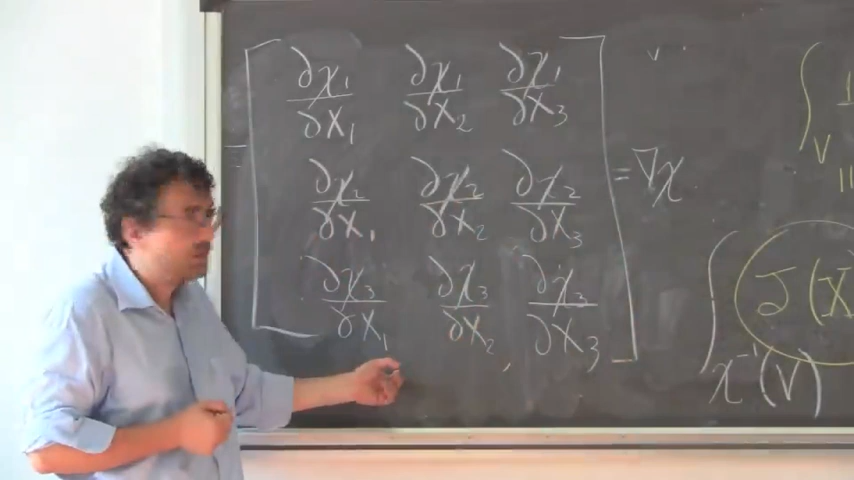 = [ ∂χ₁/∂X₁ ∂χ₁/∂X₂ ∂χ₁/∂X₃
∂χ₂/∂X₁ ∂χ₂/∂X₂ ∂χ₂/∂X₃
∂χ₃/∂X₁ ∂χ₃/∂X₂ ∂χ₃/∂X₃ ] = ∇χ
∫_V
∫_{χ⁻¹(V)} J(X